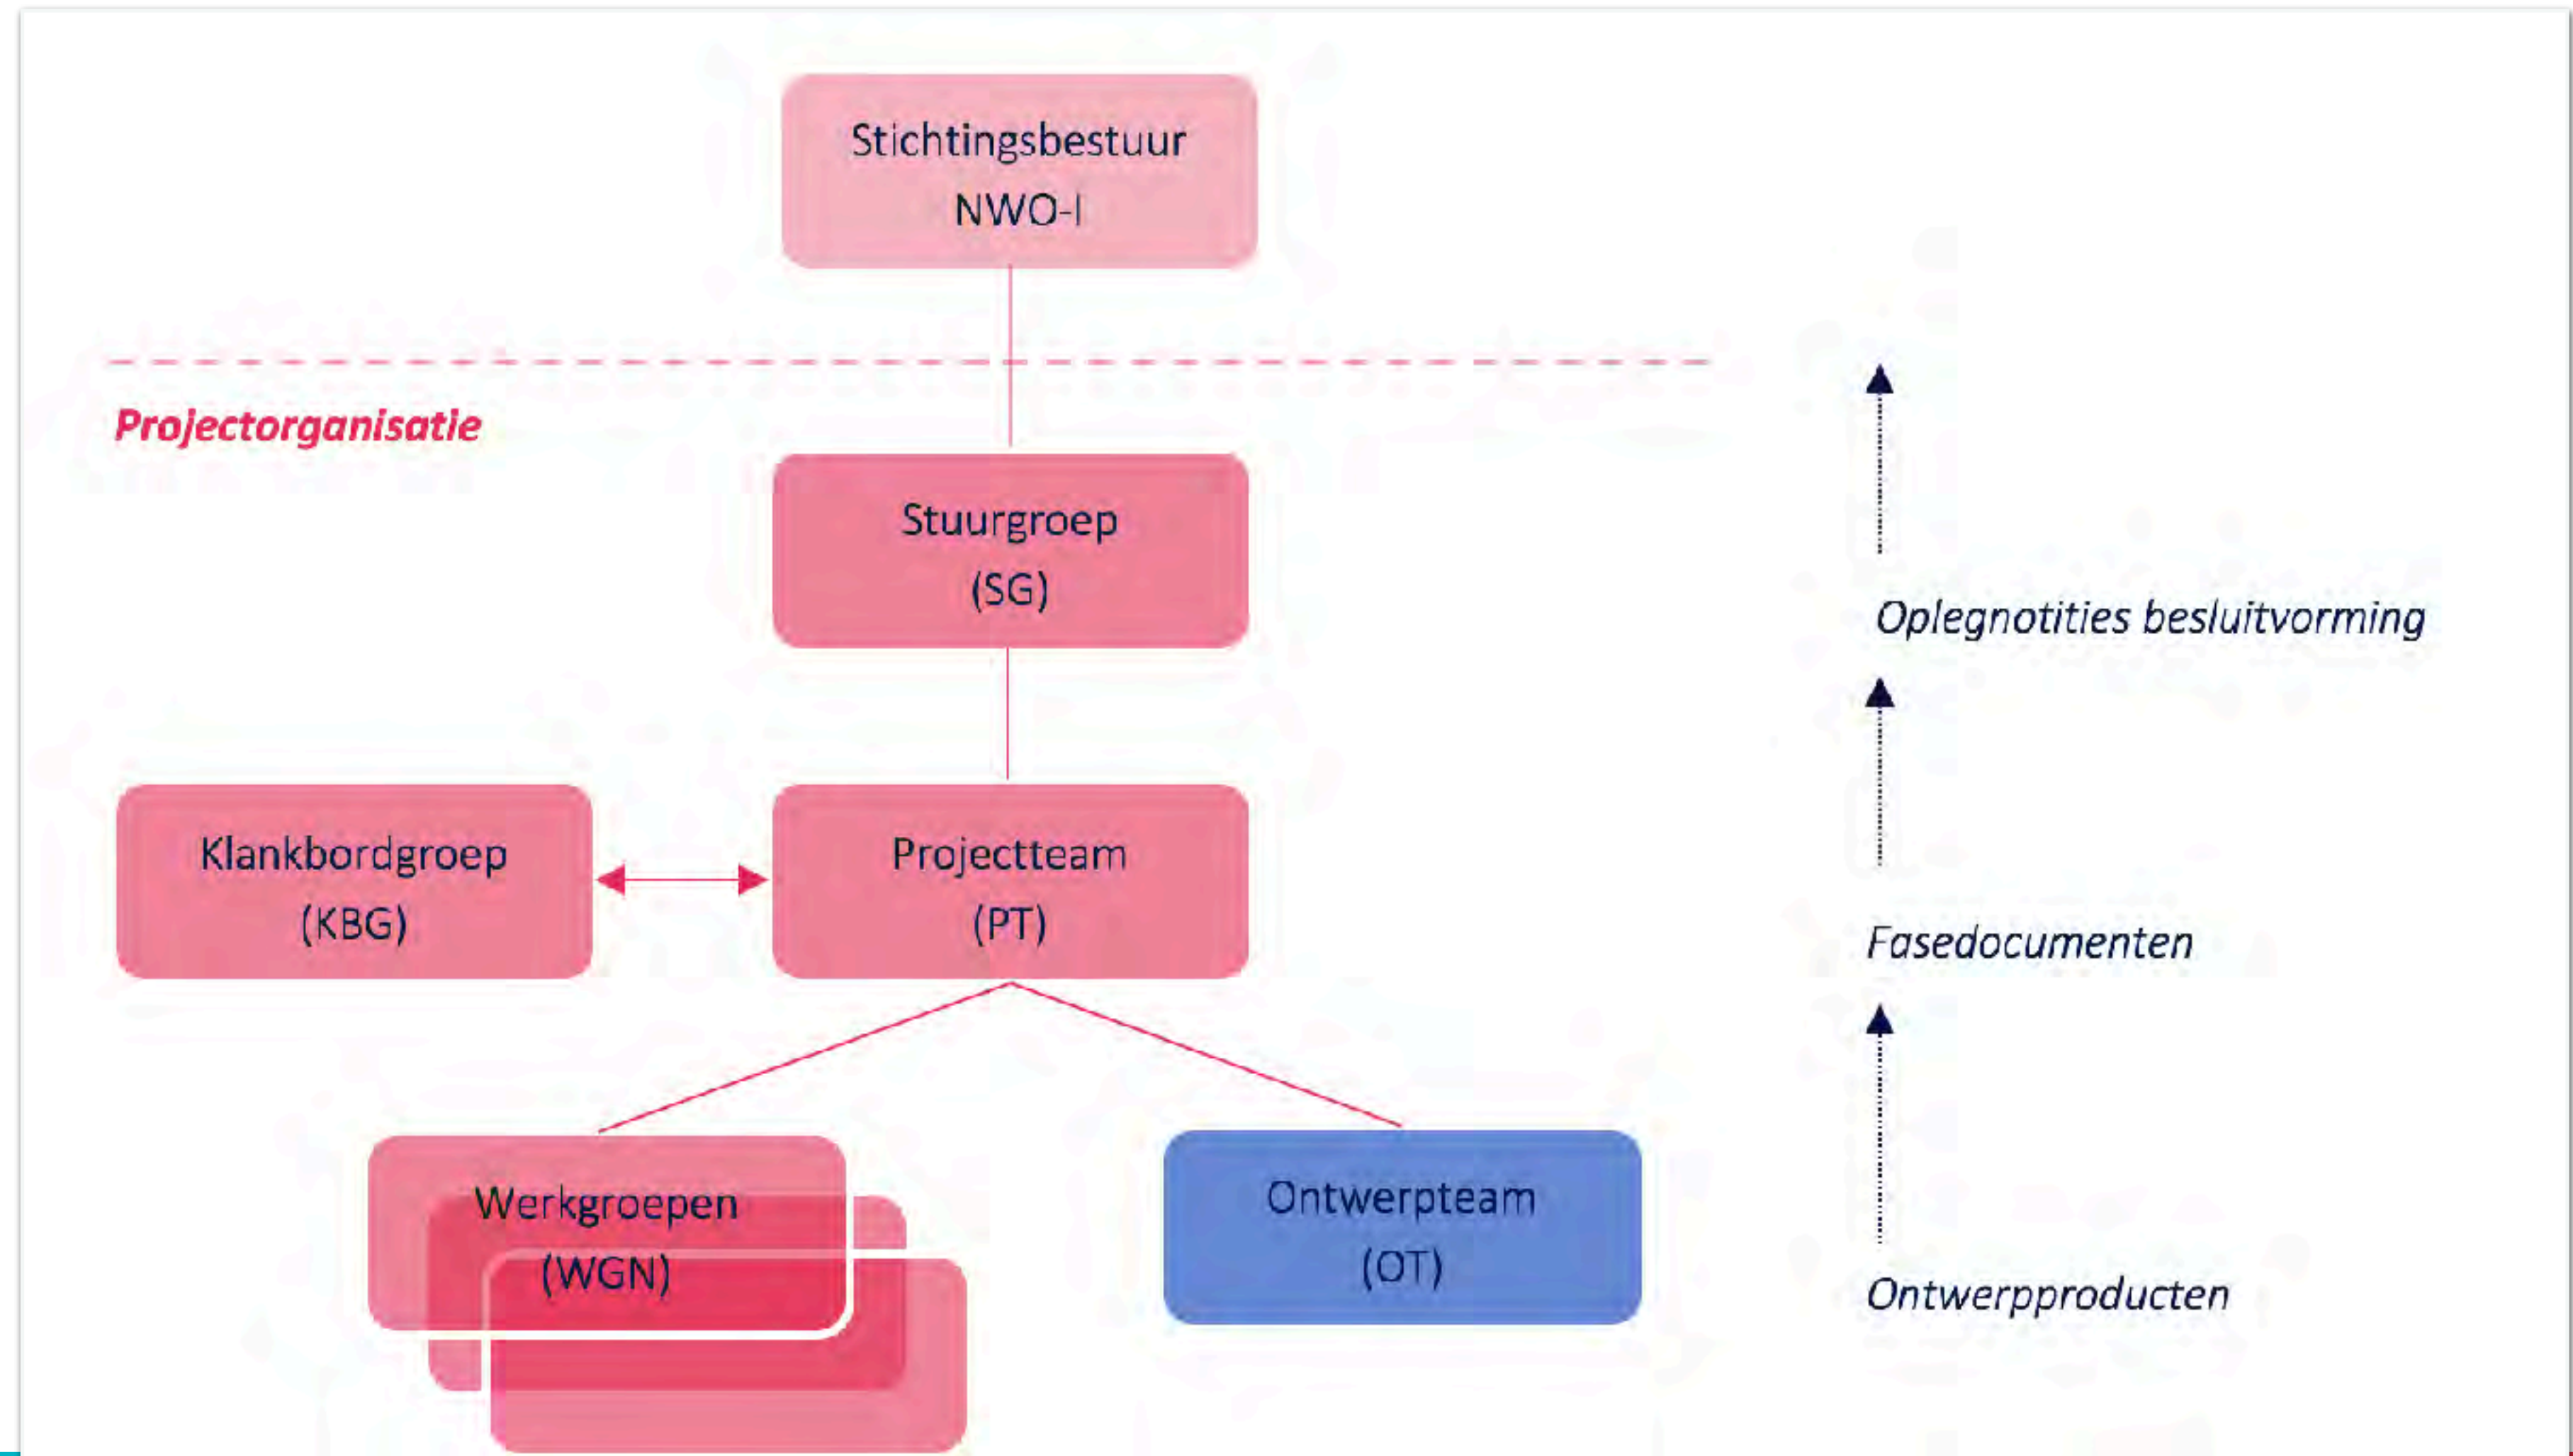 Stichtingsbestuur
NWO-I
Projectorganisatie
Stuurgroep
(SG)
Oplegnotities besluitvorming
Klankbordgroep
(KBG)
Projectteam
(PT)
Fasedocumenten
Werkgroepen
(WGN)
Ontwerpteam
(OT)
Ontwerpproducten